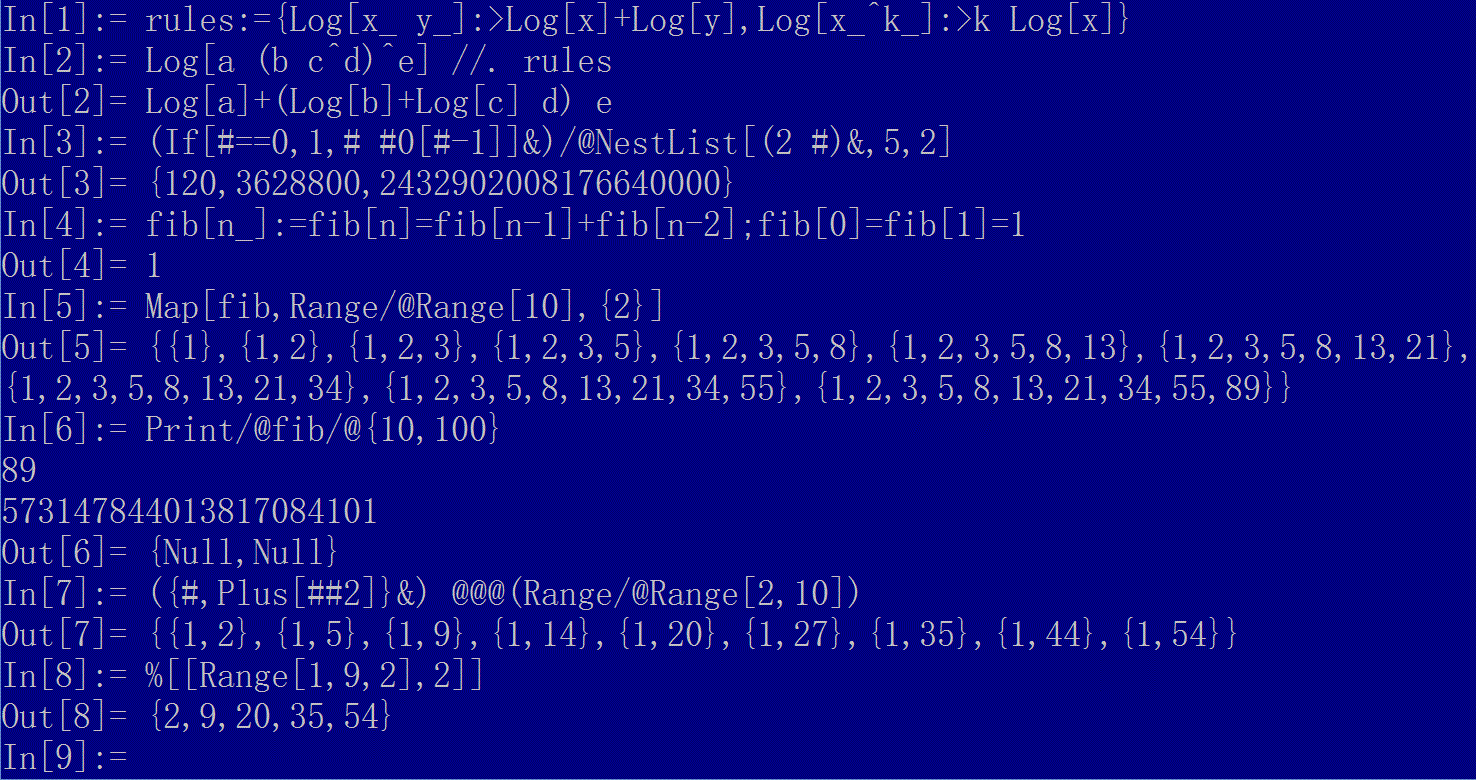 In[1]:= rules:={Log[x_ y_]:>Log[x]+Log[y],Log[x_^k_]:>k Log[x]}
In[2]:= Log[a (b c^d)^e] //. rules
Out[2]= Log[a]+(Log[b]+Log[c] d) e
In[3]:= (If[#==0,1,# #0[#-1]]&)/@NestList[(2 #)&,5,2]
Out[3]= {120,3628800,2432902008176640000}
In[4]:= fib[n_]:=fib[n]=fib[n-1]+fib[n-2];fib[0]=fib[1]=1
Out[4]= 1
In[5]:= Map[fib,Range/@Range[10],{2}]
Out[5]= {{1},{1,2},{1,2,3},{1,2,3,5},{1,2,3,5,8},{1,2,3,5,8,13},{1,2,3,5,8,13,21},
{1,2,3,5,8,13,21,34},{1,2,3,5,8,13,21,34,55},{1,2,3,5,8,13,21,34,55,89}}
In[6]:= Print/@fib/@{10,100}
89
573147844013817084101
Out[6]= {Null,Null}
In[7]:= ({#,Plus[##2]}&) @@@(Range/@Range[2,10])
Out[7]= {{1,2},{1,5},{1,9},{1,14},{1,20},{1,27},{1,35},{1,44},{1,54}}
In[8]:= %[[Range[1,9,2],2]]
Out[8]= {2,9,20,35,54}
In[9]:=